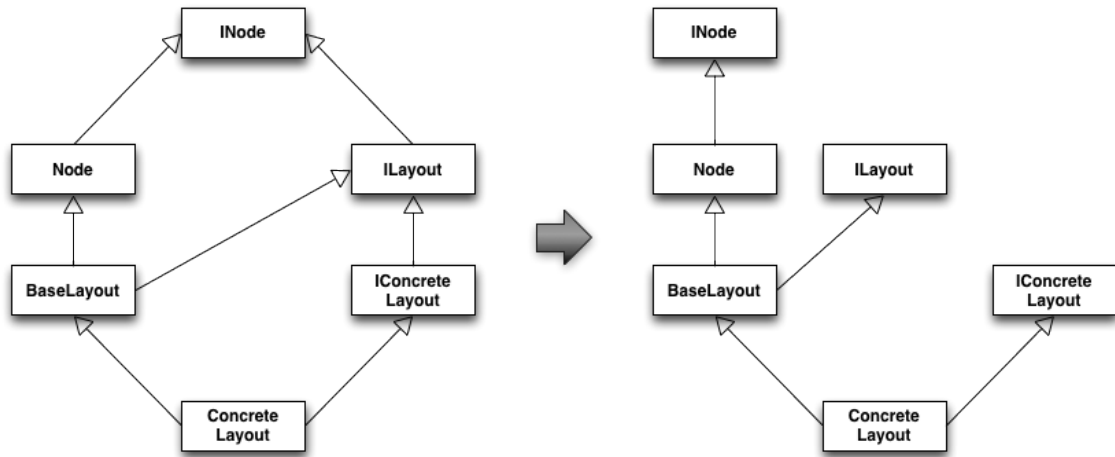 INode
INode
Node
ILayout
Node
ILayout
BaseLayout
IConcrete
Layout
BaseLayout
IConcrete
Layout
Concrete
Layout
Concrete
Layout